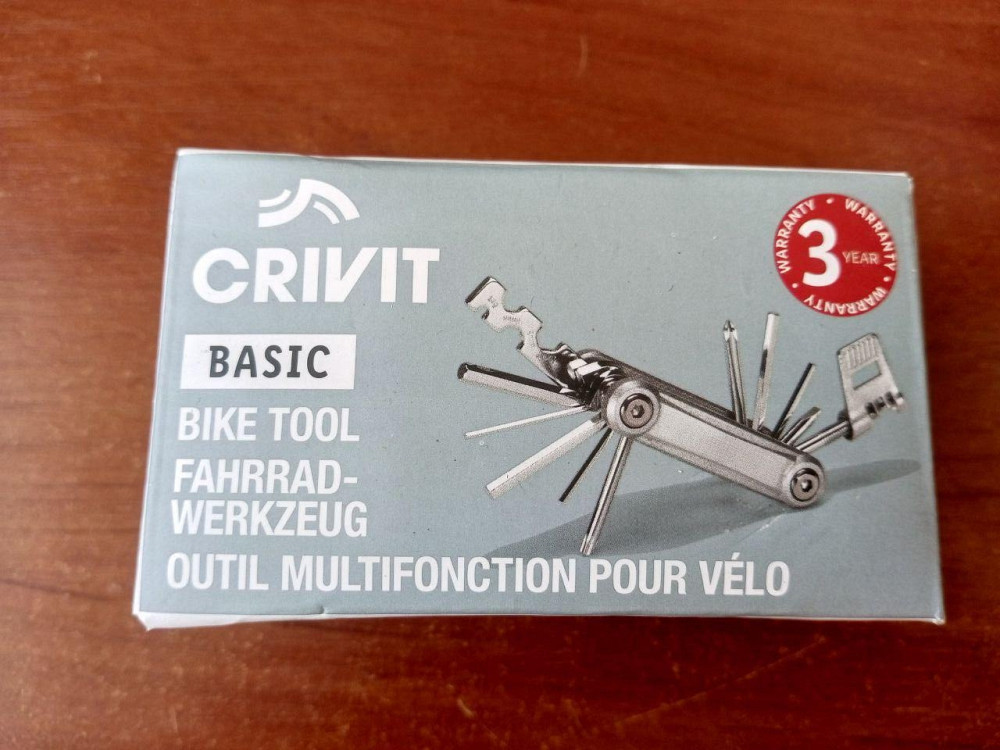 CRIVIT
BASIC
BIKE TOOL
FAHRRAD-
WERKZEUG
OUTIL MULTIFONCTION POUR VÉLO
WARRANTY • WARRANTY • WARRANTY •
3 YEAR